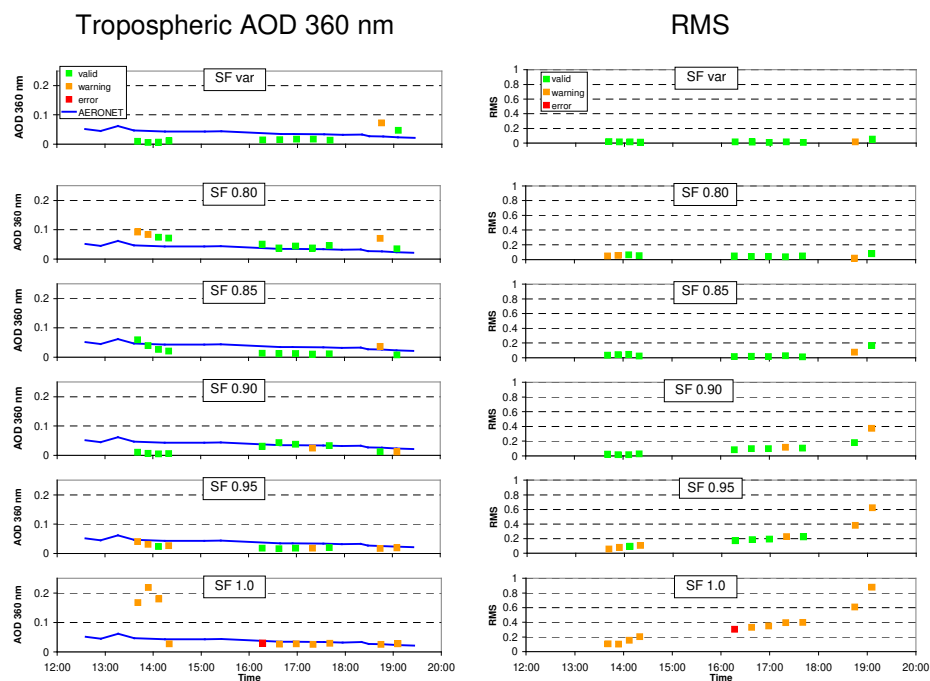 Tropospheric AOD 360 nm
RMS
AOD 360 nm
0.2
0.1
0
valid
warning
error
AERONET
SF var
RMS
1
0.8
0.6
0.4
0.2
0
valid
warning
error
SF var
AOD 360 nm
0.2
0.1
0
SF 0.80
RMS
1
0.8
0.6
0.4
0.2
0
SF 0.80
AOD 360 nm
0.2
0.1
0
SF 0.85
RMS
1
0.8
0.6
0.4
0.2
0
SF 0.85
AOD 360 nm
0.2
0.1
0
SF 0.90
RMS
1
0.8
0.6
0.4
0.2
0
SF 0.90
AOD 360 nm
0.2
0.1
0
SF 0.95
RMS
1
0.8
0.6
0.4
0.2
0
SF 0.95
AOD 360 nm
0.2
0.1
0
SF 1.0
12:00 13:00 14:00 15:00 16:00 17:00 18:00 19:00 20:00
Time
RMS
1
0.8
0.6
0.4
0.2
0
SF 1.0
12:00 13:00 14:00 15:00 16:00 17:00 18:00 19:00 20:00
Time